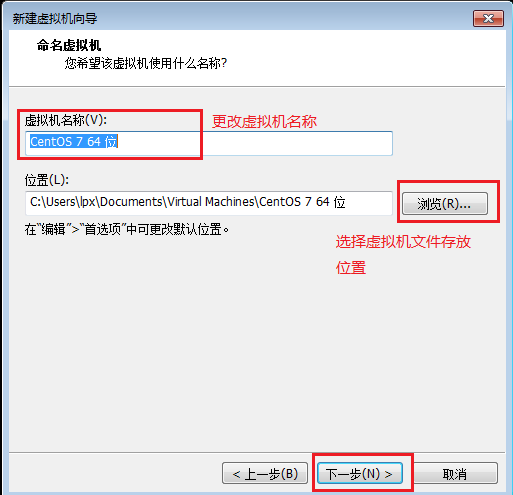 新建虚拟机向导
命名虚拟机
您希望该虚拟机使用什么名称?
虚拟机名称(V):
更改虚拟机名称
CentOS 7 64 位
位置(L):
C:\Users\lpx\Documents\Virtual Machines\CentOS 7 64 位
浏览(R)...
在“编辑”>“首选项”中可更改默认位置。
选择虚拟机文件存放
位置
< 上一步(B)
下一步(N) >
取消